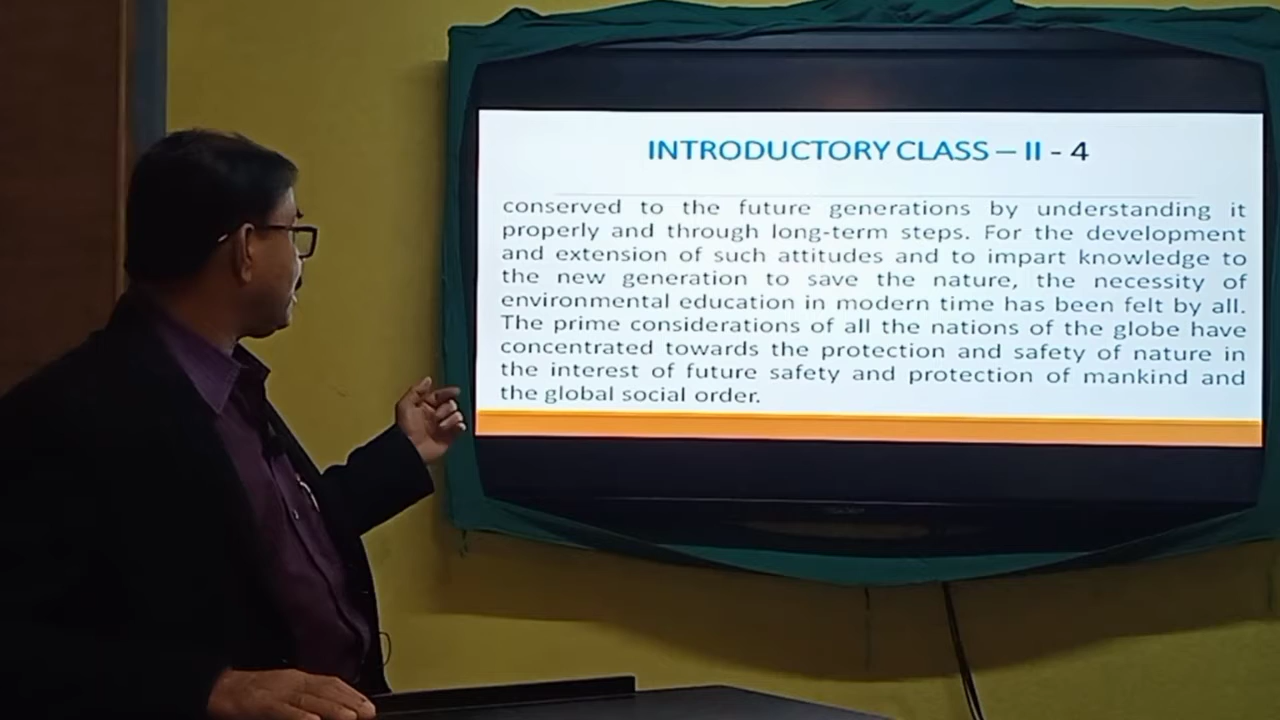 INTRODUCTORY CLASS – II - 4
conserved to the future generations by understanding it
properly and through long-term steps. For the development
and extension of such attitudes and to impart knowledge to
the new generation to save the nature, the necessity of
environmental education in modern time has been felt by all.
The prime considerations of all the nations of the globe have
concentrated towards the protection and safety of nature in
the interest of future safety and protection of mankind and
the global social order.